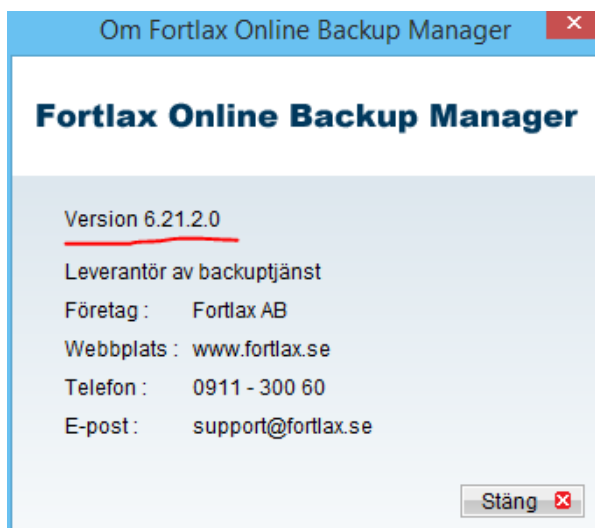 Om Fortlax Online Backup Manager
Fortlax Online Backup Manager
Version 6.21.2.0
Leverantör av backuptjänst
Företag : Fortlax AB
Webbplats : www.fortlax.se
Telefon : 0911 - 300 60
E-post : support@fortlax.se
Stäng